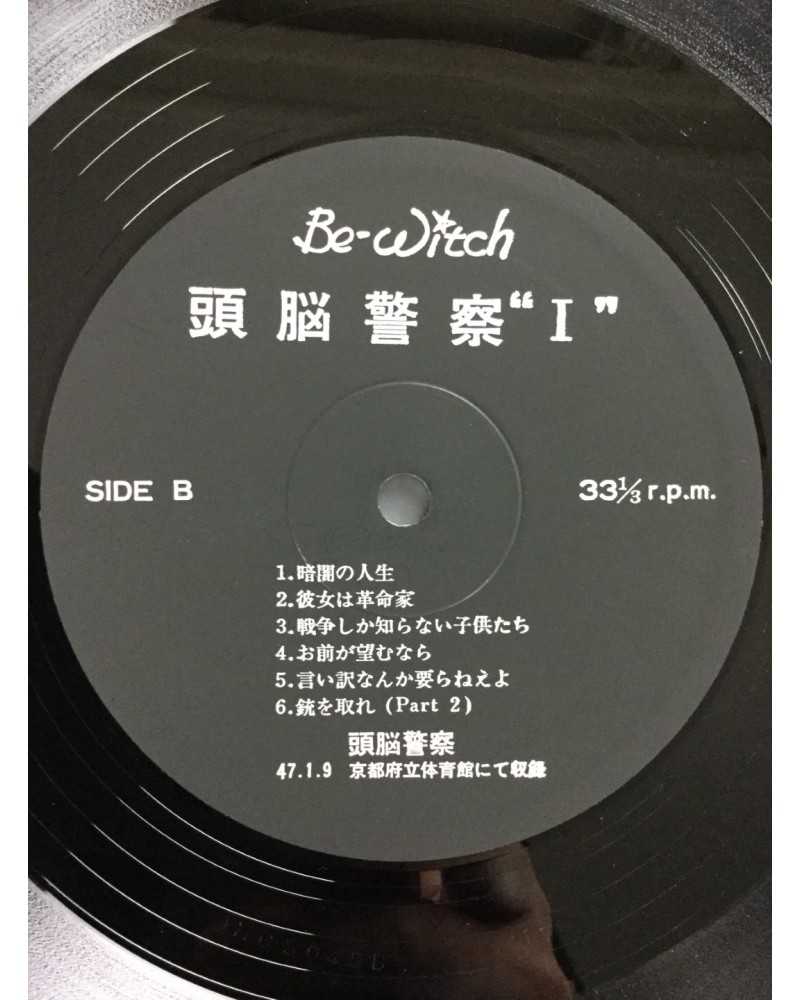 Be-Witch
頭脳警察“I”
SIDE B
33⅓ r.p.m.
1.暗闇の人生
2.彼女は革命家
3.戦争しか知らない子供たち
4.お前が望むなら
5.言い訳なんか要らねえよ
6.銃を取れ (Part 2)
頭脳警察
47.1.9 京都府立体育館にて収録